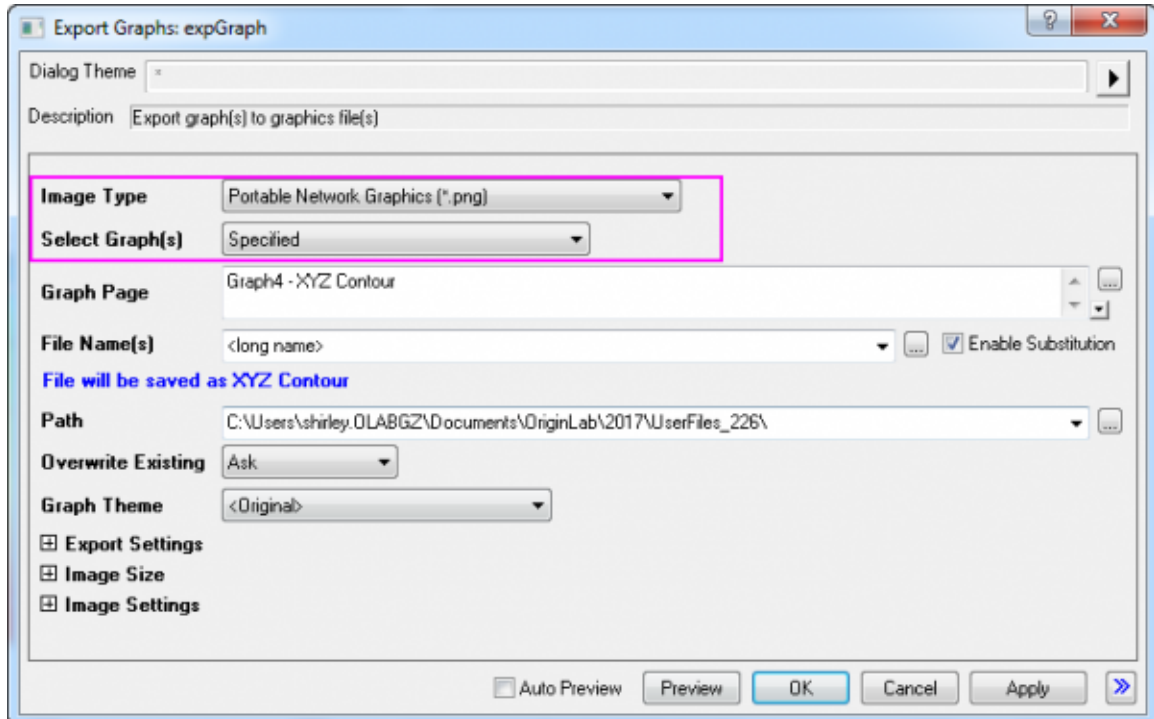 Export Graphs: expGraph
Dialog Theme *
Description Export graph(s) to graphics file(s)
Image Type Portable Network Graphics (*.png)
Select Graph(s) Specified
Graph Page Graph4 - XYZ Contour
File Name(s) <long name> ... Enable Substitution
File will be saved as XYZ Contour
Path C:\Users\shirley.OLABGZ\Documents\OriginLab\2017\UserFiles_226\ ...
Overwrite Existing Ask
Graph Theme <Original>
Export Settings
Image Size
Image Settings
Auto Preview Preview OK Cancel Apply